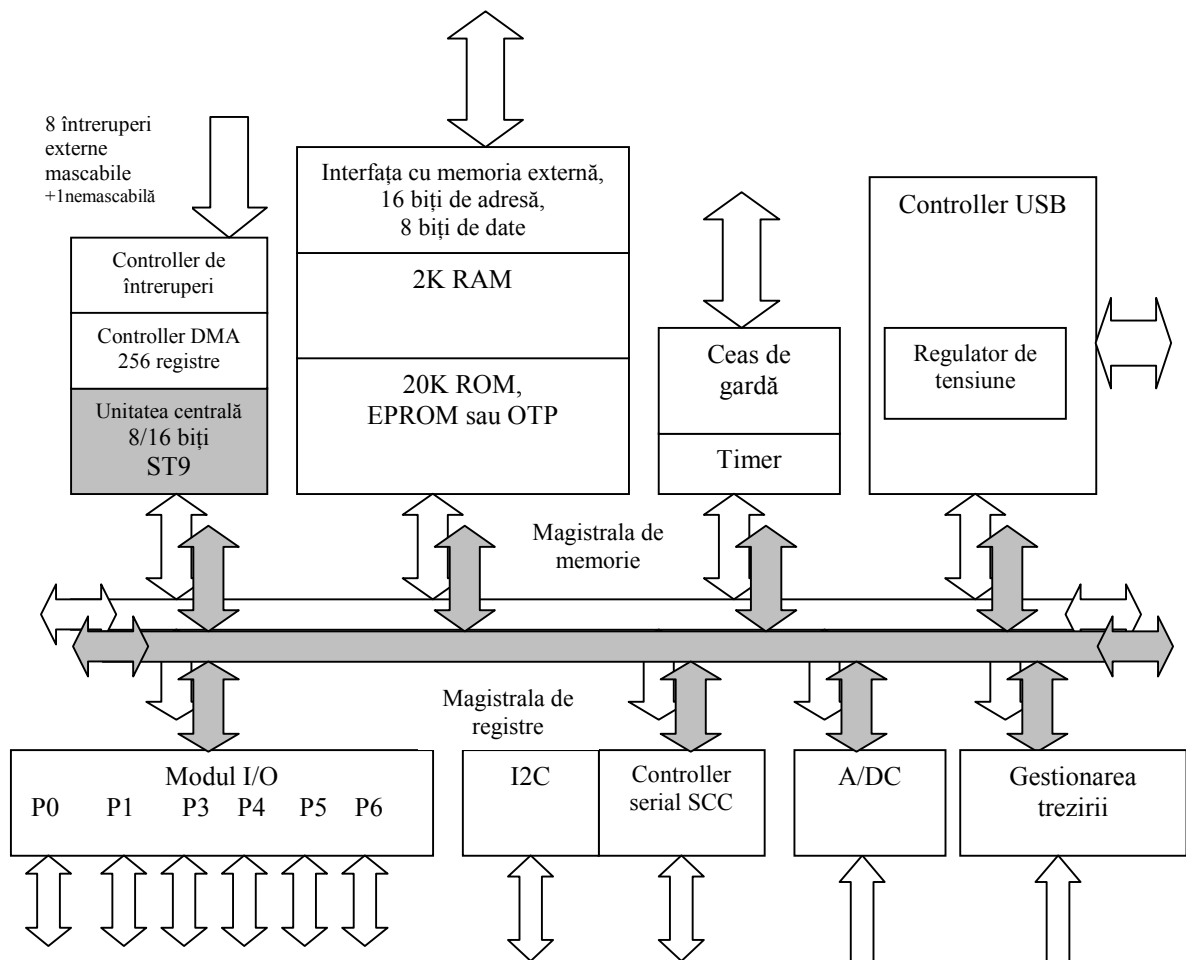 8 întreruperi
externe
mascabile
+1nemascabilă
Interfața cu memoria externă,
16 biți de adresă,
8 biți de date
2K RAM
20K ROM,
EPROM sau OTP
Controller de
întreruperi
Controller DMA
256 registre
Unitatea centrală
8/16 biți
ST9
Ceas de
gardă
Timer
Controller USB
Regulator de
tensiune
Magistrala de
memorie
Magistrala de
registre
Modul I/O
P0 P1 P3 P4 P5 P6
I2C
Controller
serial SCC
A/DC
Gestionarea
trezirii